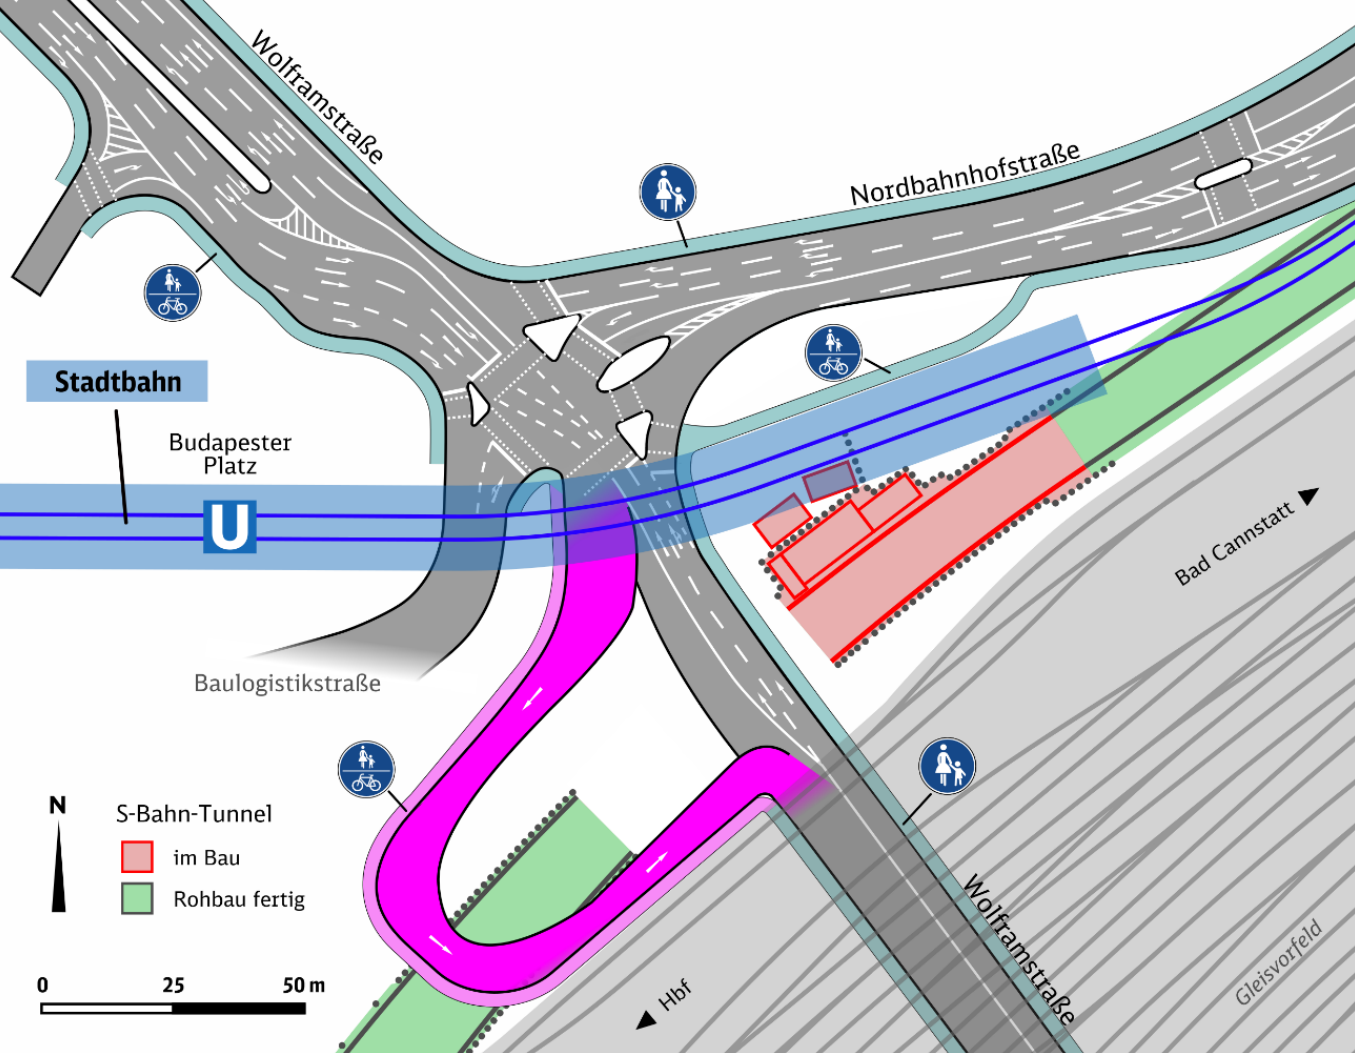 Wolframstraße
Nordbahnhofstraße
Stadtbahn
Budapester
Platz
U
Bad Cannstatt
Baulogistikstraße
N
S-Bahn-Tunnel
im Bau
Rohbau fertig
0 25 50 m
Hbf
Wolframstraße
Gleisvorfeld